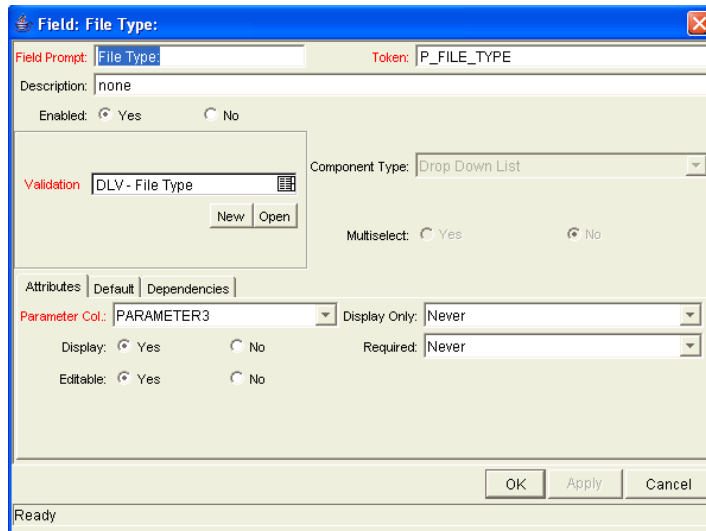 Field: File Type:
Field Prompt: File Type: Token: P_FILE_TYPE
Description: none
Enabled: Yes No
Validation DLV - File Type Component Type: Drop Down List
New Open
Multiselect: Yes No
Attributes Default Dependencies
Parameter Col.: PARAMETER3 Display Only: Never
Display: Yes No Required: Never
Editable: Yes No
OK Apply Cancel
Ready